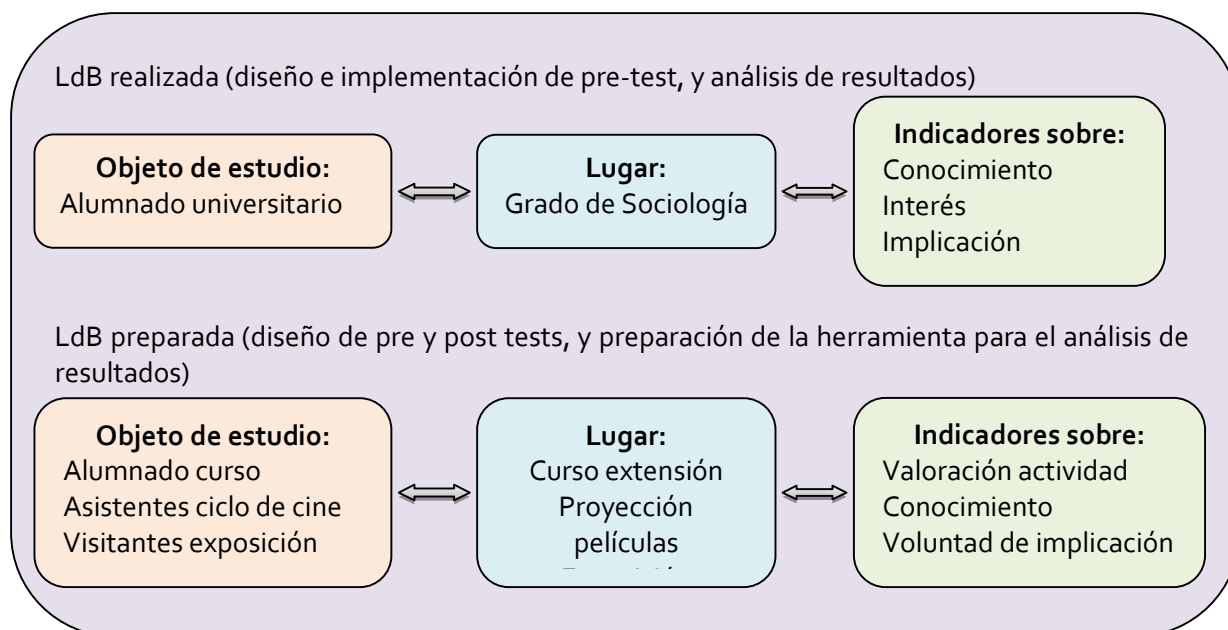 LdB realizada (diseño e implementación de pre-test, y análisis de resultados)
Objeto de estudio:
Alumnado universitario
Lugar:
Grado de Sociología
Indicadores sobre:
Conocimiento
Interés
Implicación
LdB preparada (diseño de pre y post tests, y preparación de la herramienta para el análisis de
resultados)
Objeto de estudio:
Alumnado curso
Asistentes ciclo de cine
Visitantes exposición
Lugar:
Curso extensión
Proyección
películas
Indicadores sobre:
Valoración actividad
Conocimiento
Voluntad de implicación